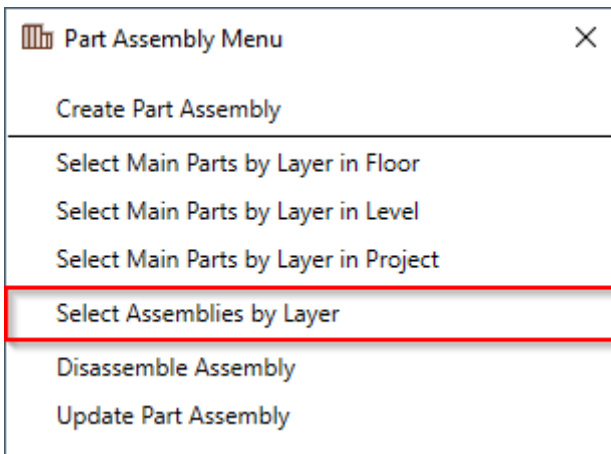 Part Assembly Menu
Create Part Assembly
Select Main Parts by Layer in Floor
Select Main Parts by Layer in Level
Select Main Parts by Layer in Project
Select Assemblies by Layer
Disassemble Assembly
Update Part Assembly